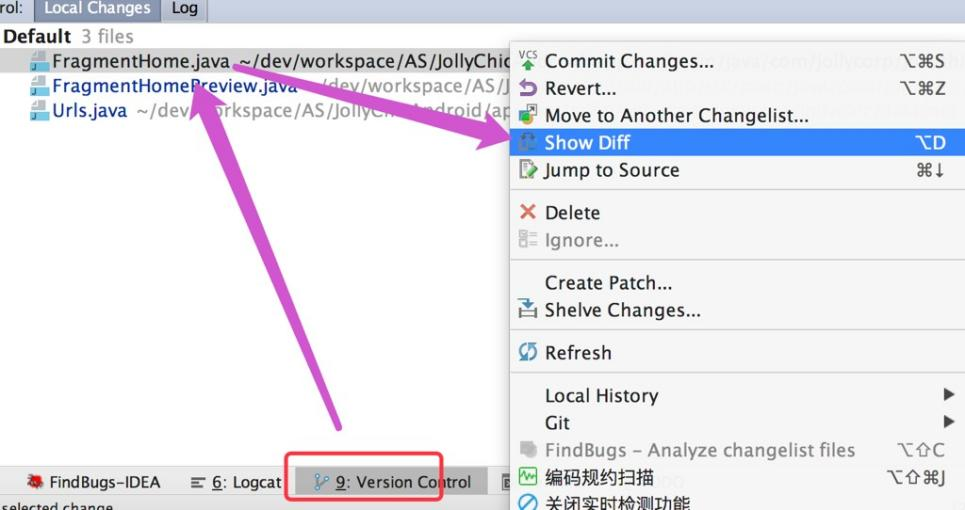 rol: Local Changes Log
Default 3 files
FragmentHome.java ~/dev/workspace/AS/JollyChic
FragmentHomePreview.java ~/dev/workspace/AS/J
Urls.java ~/dev/workspace/AS/JollyChicAndroid/ap
Commit Changes... ⌥⌘S
Revert... ⌥⌘Z
Move to Another Changelist...
Show Diff ⌥D
Jump to Source ⌘↓
Delete
Ignore...
Create Patch...
Shelve Changes...
Refresh
Local History
Git
FindBugs – Analyze changelist files ⌥⇧C
编码规约扫描 ⌥⇧⌘J
关闭实时检测功能
FindBugs-IDEA 6: Logcat 9: Version Control
selected change